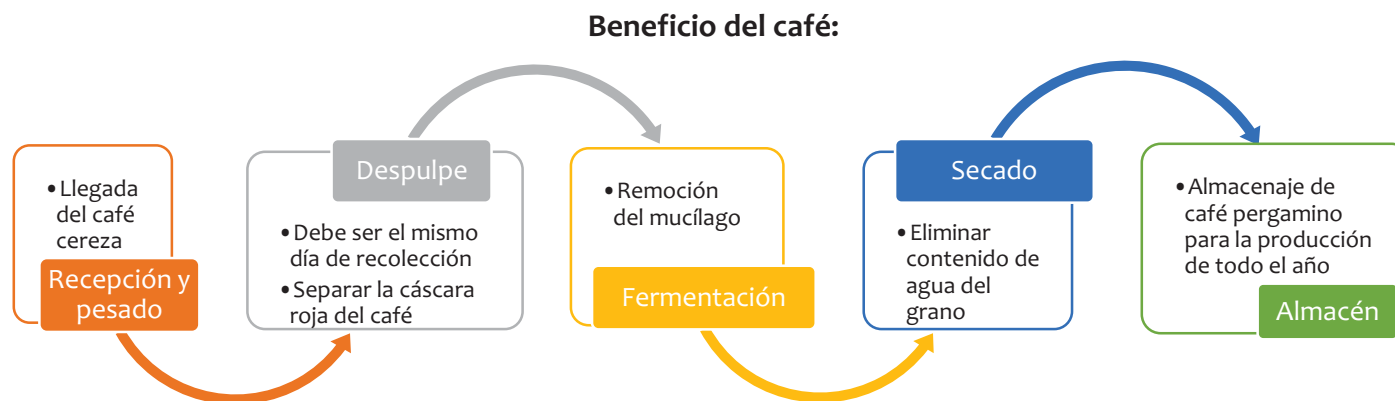 Beneficio del café:
• Llegada
del café
cereza
Recepción y
pesado
Despulpe
• Debe ser el mismo
día de recolección
• Separar la cáscara
roja del café
• Remoción
del mucílago
Fermentación
Secado
• Eliminar
contenido de
agua del
grano
• Almacenaje de
café pergamino
para la producción
de todo el año
Almacén